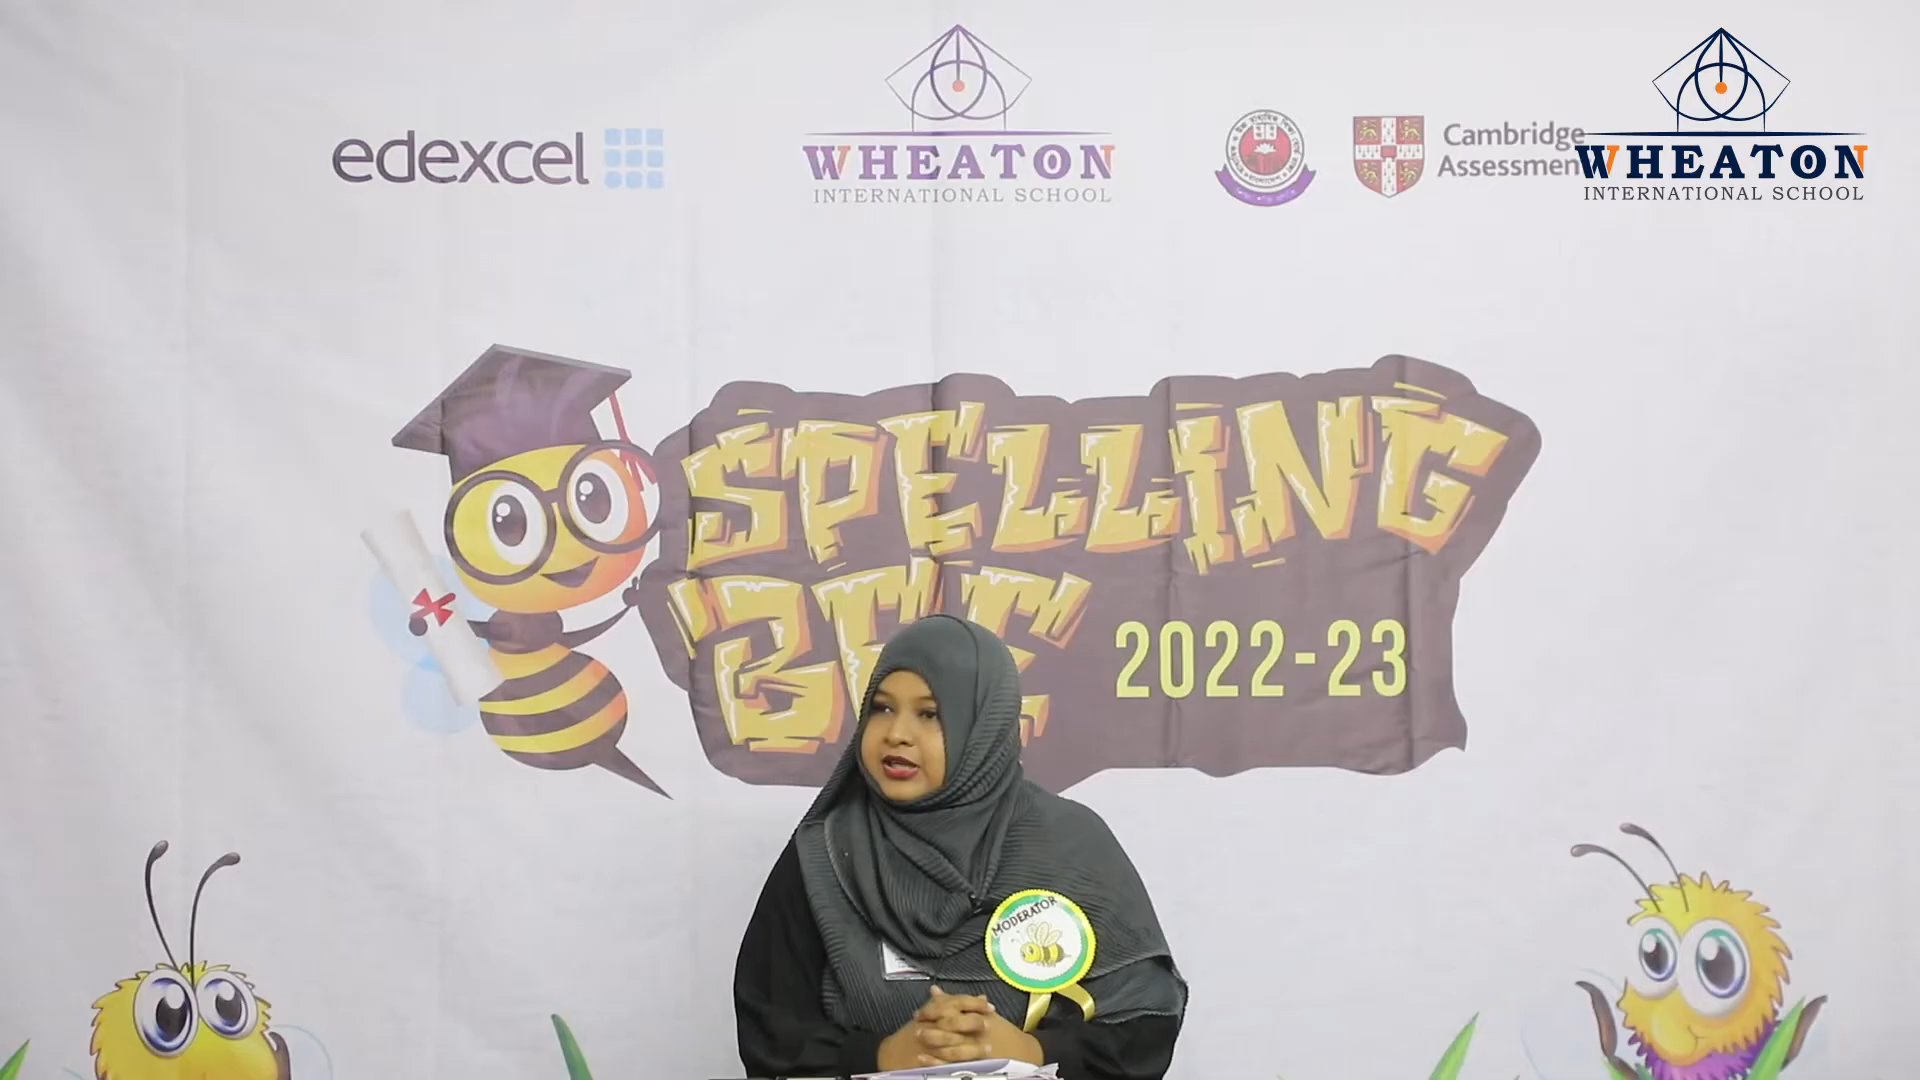 edexcel
WHEATON
INTERNATIONAL SCHOOL
Cambridge
Assessment
WHEATON
INTERNATIONAL SCHOOL
SPELLING
BEE
2022-23
MODERATOR